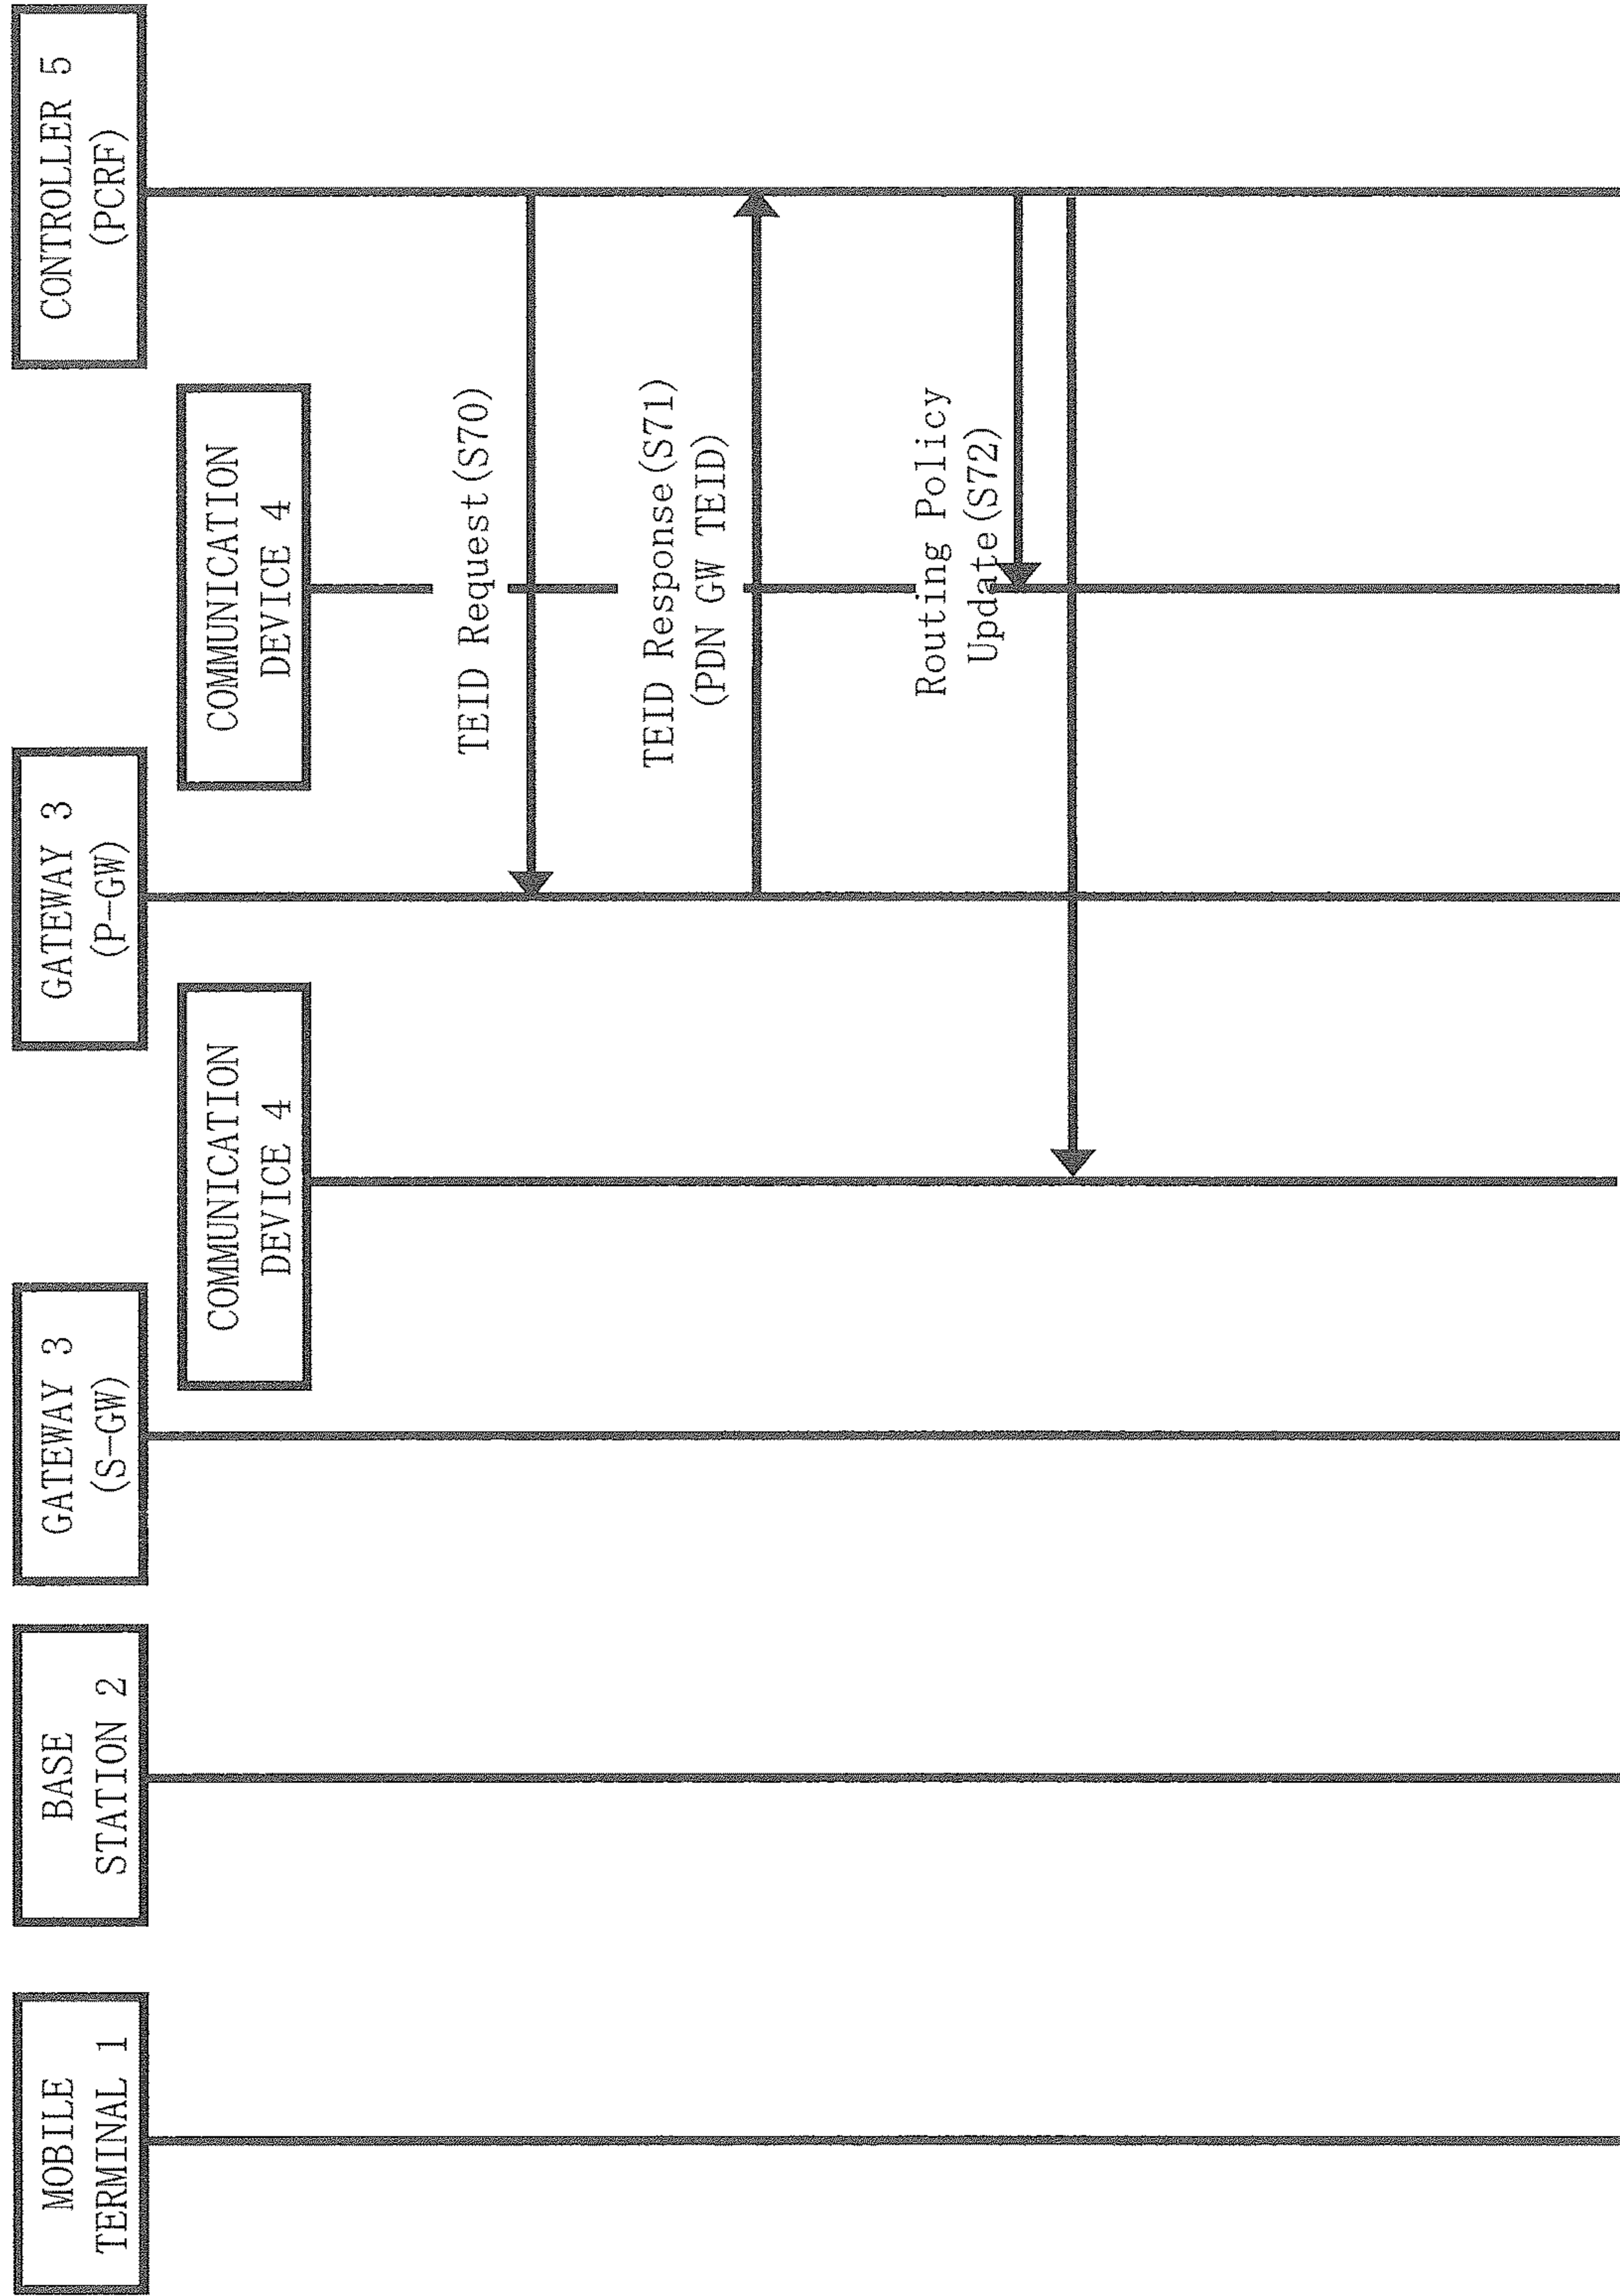 MOBILE
TERMINAL 1
BASE
STATION 2
GATEWAY 3
(S-GW)
COMMUNICATION
DEVICE 4
GATEWAY 3
(P-GW)
COMMUNICATION
DEVICE 4
CONTROLLER 5
(PCRF)
TEID Request(S70)
TEID Response(S71)
(PDN GW TEID)
Routing Policy
Update(S72)